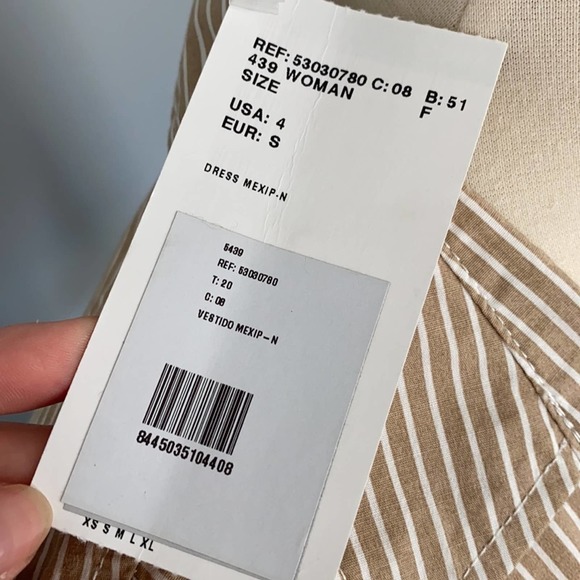 REF: 53030780 C: 08 B: 51
439 WOMAN F
SIZE
USA: 4
EUR: S
DRESS MEXIP-N
5439
REF: 53030780
T: 20
C: 08
VESTIDO MEXIP-N
8445035104408
XS S M L XL